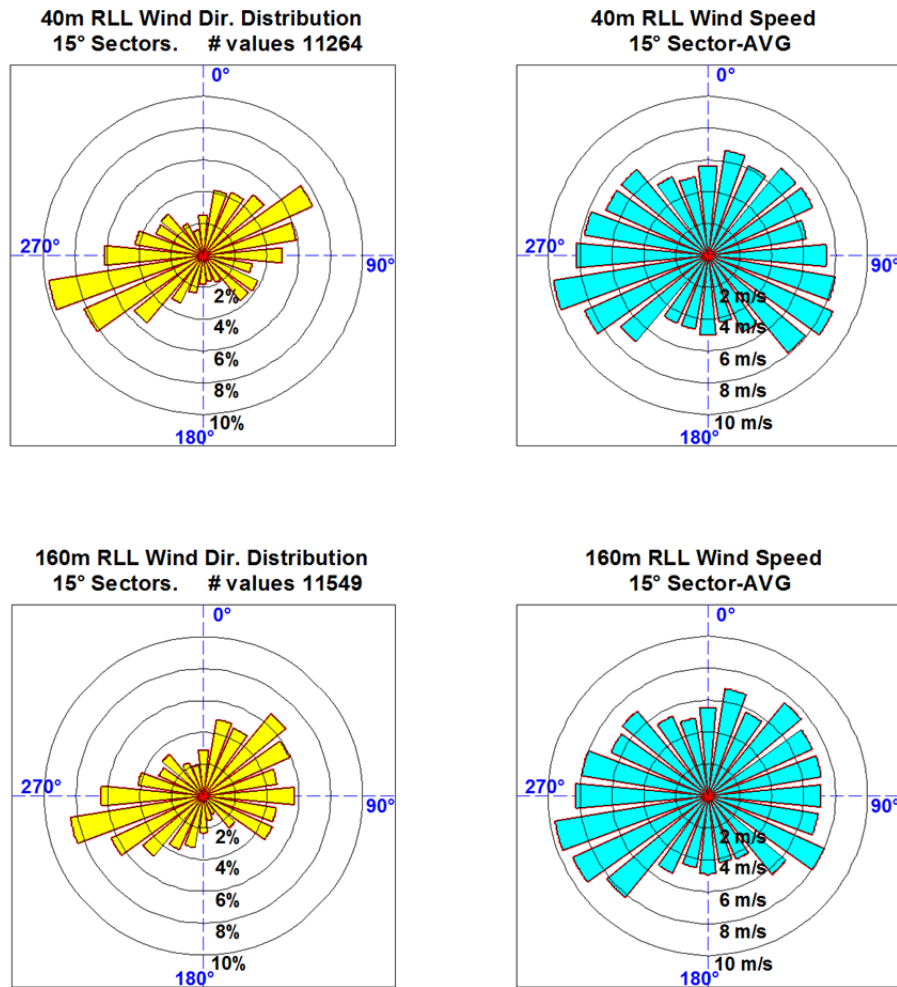 40m RLL Wind Dir. Distribution
15° Sectors. # values 11264
0°
270°
90°
2%
4%
6%
8%
10%
180°
40m RLL Wind Speed
15° Sector-AVG
0°
270°
90°
2 m/s
4 m/s
6 m/s
8 m/s
10 m/s
180°
160m RLL Wind Dir. Distribution
15° Sectors. # values 11549
0°
270°
90°
2%
4%
6%
8%
10%
180°
160m RLL Wind Speed
15° Sector-AVG
0°
270°
90°
2 m/s
4 m/s
6 m/s
8 m/s
10 m/s
180°